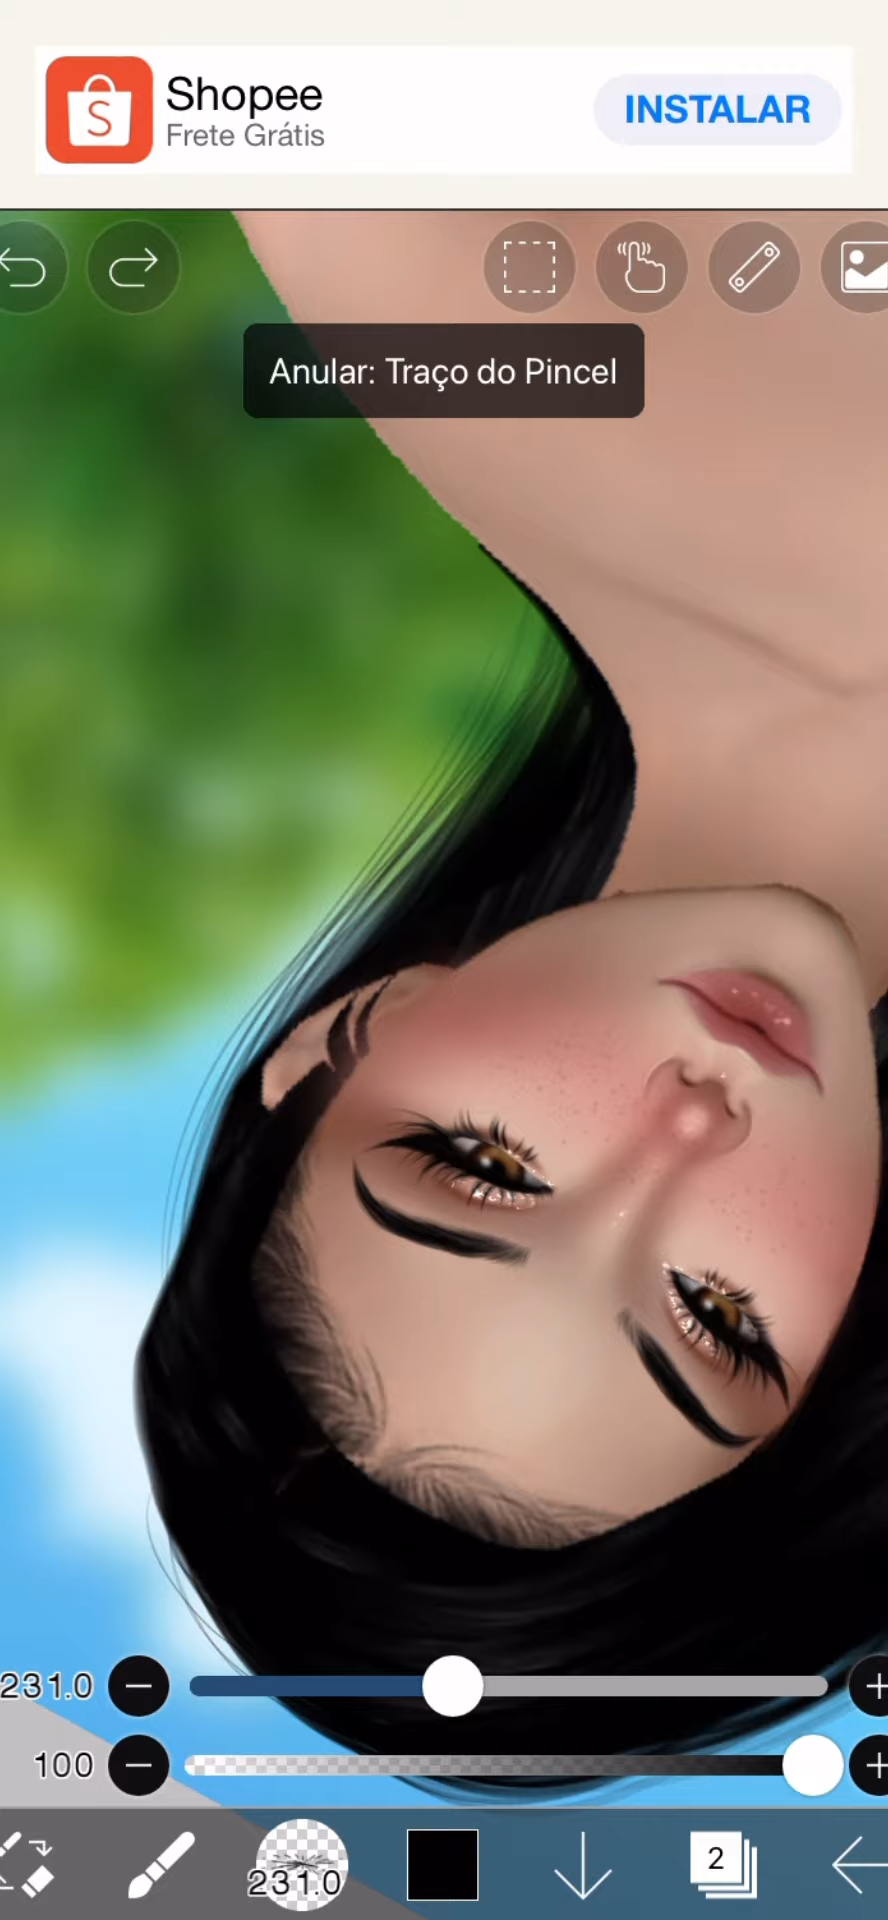 Shopee
Frete Grátis
INSTALAR
Anular: Traço do Pincel
231.0
100
231.0
2